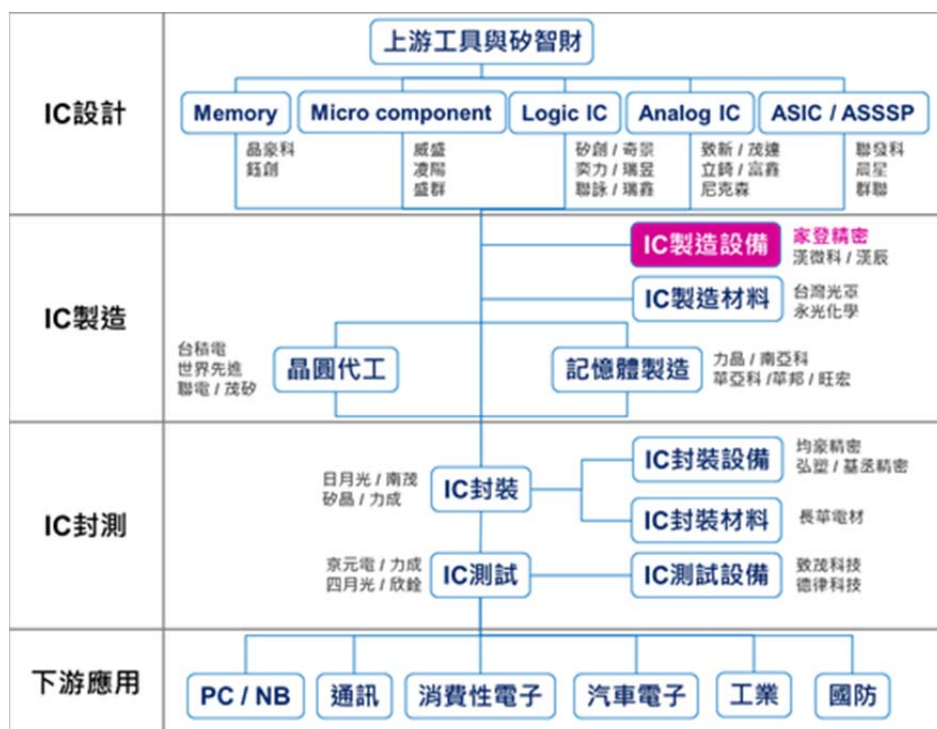 上游工具與矽智財
IC設計
Memory
Micro component
Logic IC
Analog IC
ASIC / ASSSP
晶豪科
鈺創
威盛
凌陽
盛群
矽創 / 奇景
奕力 / 瑞昱
聯詠 / 瑞鑫
致新 / 茂達
立錡 / 富鑫
尼克森
聯發科
晨星
群聯
IC製造
IC製造設備
家登精密
漢微科 / 漢辰
IC製造材料
台灣光罩
永光化學
台積電
世界先進
聯電 / 茂矽
晶圓代工
記憶體製造
力晶 / 南亞科
華亞科 /華邦 / 旺宏
IC封測
日月光 / 南茂
矽品 / 力成
IC封裝
IC封裝設備
均豪精密
弘塑 / 基丞精密
IC封裝材料
長華電材
京元電 / 力成
四月光 / 欣銓
IC測試
IC測試設備
致茂科技
德律科技
下游應用
PC / NB
通訊
消費性電子
汽車電子
工業
國防